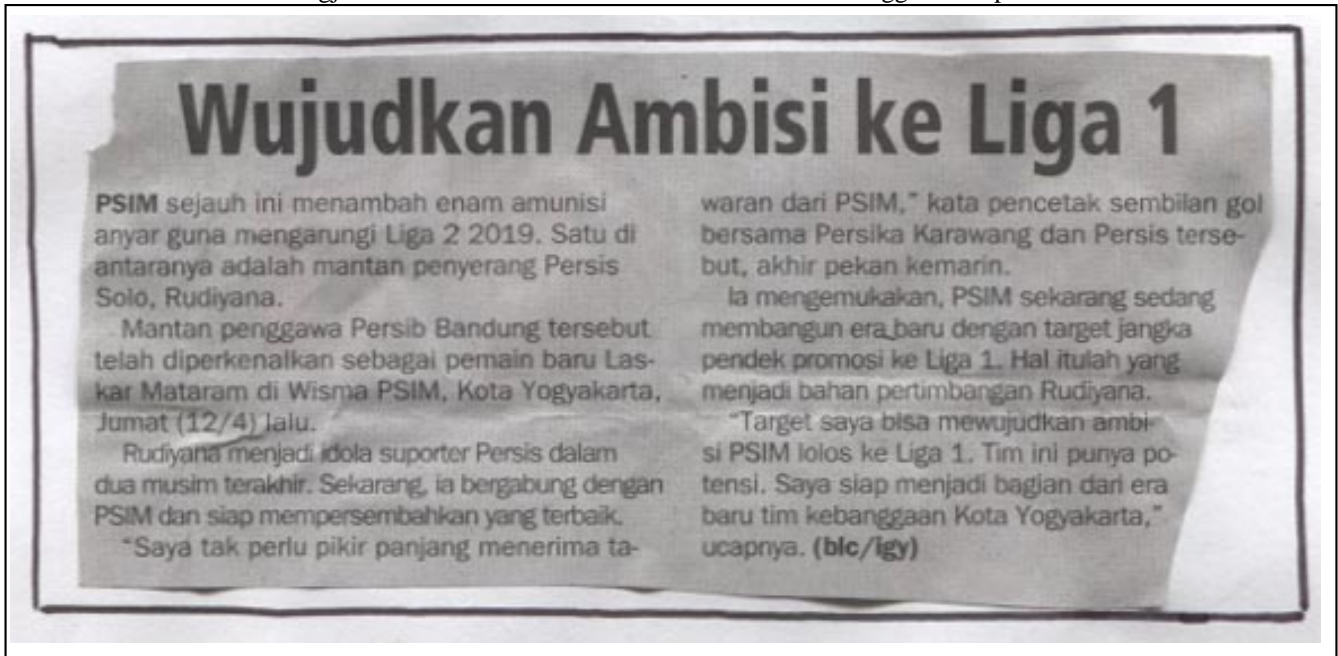 Wujudkan Ambisi ke Liga 1
PSIM sejauh ini menambah enam amunisi
anyar guna mengarungi Liga 2 2019. Satu di
antaranya adalah mantan penyerang Persis
Solo, Rudiyana.
Mantan penggawa Persib Bandung tersebut
telah diperkenalkan sebagai pemain baru Las-
kar Mataram di Wisma PSIM, Kota Yogyakarta,
Jumat (12/4) lalu.
Rudiyana menjadi idola suporter Persis dalam
dua musim terakhir. Sekarang, ia bergabung dengan
PSIM dan siap mempersembahkan yang terbaik.
"Saya tak perlu pikir panjang menerima ta-
waran dari PSIM," kata pencetak sembilan gol
bersama Persika Karawang dan Persis terse-
but, akhir pekan kemarin.
Ia mengemukakan, PSIM sekarang sedang
membangun era baru dengan target jangka
pendek promosi ke Liga 1. Hal itulah yang
menjadi bahan pertimbangan Rudiyana.
"Target saya bisa mewujudkan ambi-
si PSIM lolos ke Liga 1. Tim ini punya po-
tensi. Saya siap menjadi bagian dari era
baru tim kebanggaan Kota Yogyakarta,"
ucapnya. (blc/igy)